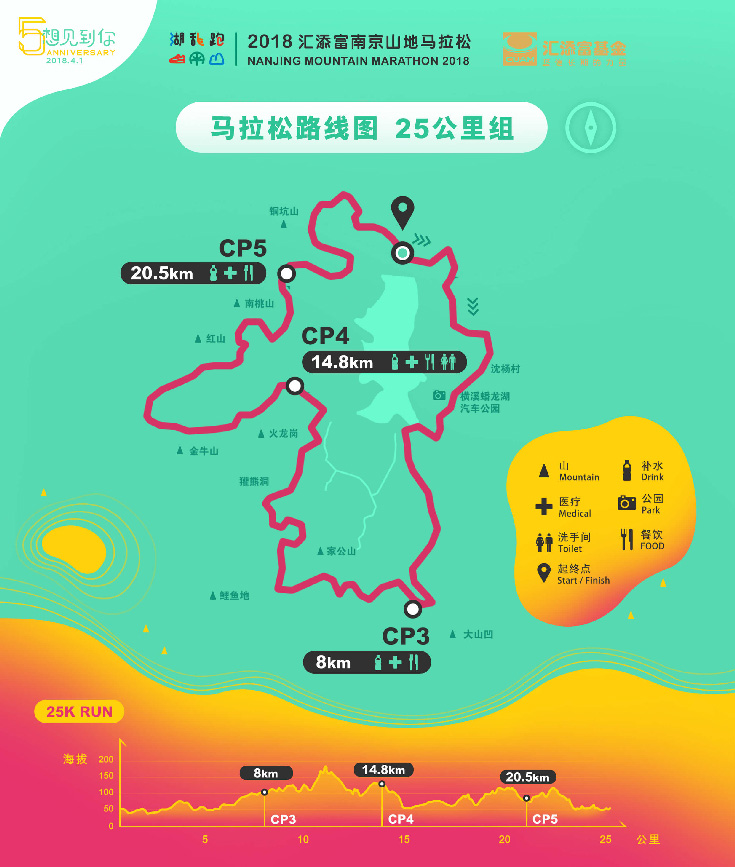 5想见到你
ANNIVERSARY
2018.4.1
湖乱跑
2018 汇添富南京山地马拉松
NANJING MOUNTAIN MARATHON 2018
汇添富基金
马拉松路线图 25公里组
铜坑山
CP5
20.5km
南桃山
红山
CP4
14.8km
沈杨村
横溪蟠龙湖
汽车公园
火龙岗
金牛山
獾熊洞
家公山
鲑鱼地
CP3
8km
大山凹
山
Mountain
补水
Drink
医疗
Medical
公园
Park
洗手间
Toilet
餐饮
FOOD
起终点
Start / Finish
25K RUN
海拔
200
150
100
50
0
8km
14.8km
20.5km
CP3
CP4
CP5
5
10
15
20
25
公里